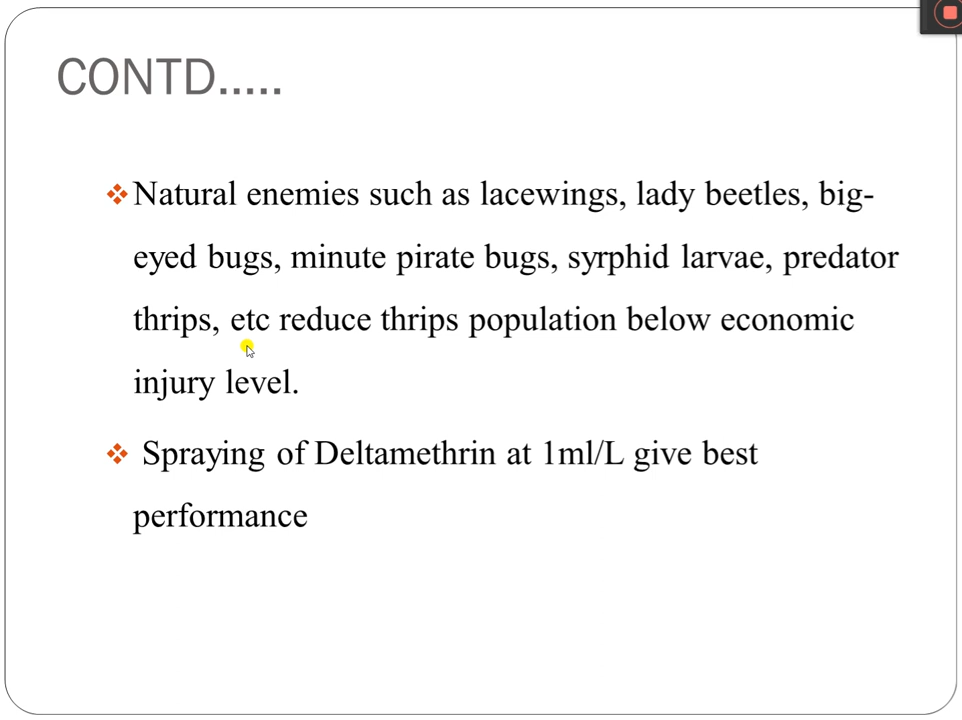 CONTD.....
Natural enemies such as lacewings, lady beetles, big-
eyed bugs, minute pirate bugs, syrphid larvae, predator
thrips, etc reduce thrips population below economic
injury level.
Spraying of Deltamethrin at 1ml/L give best
performance